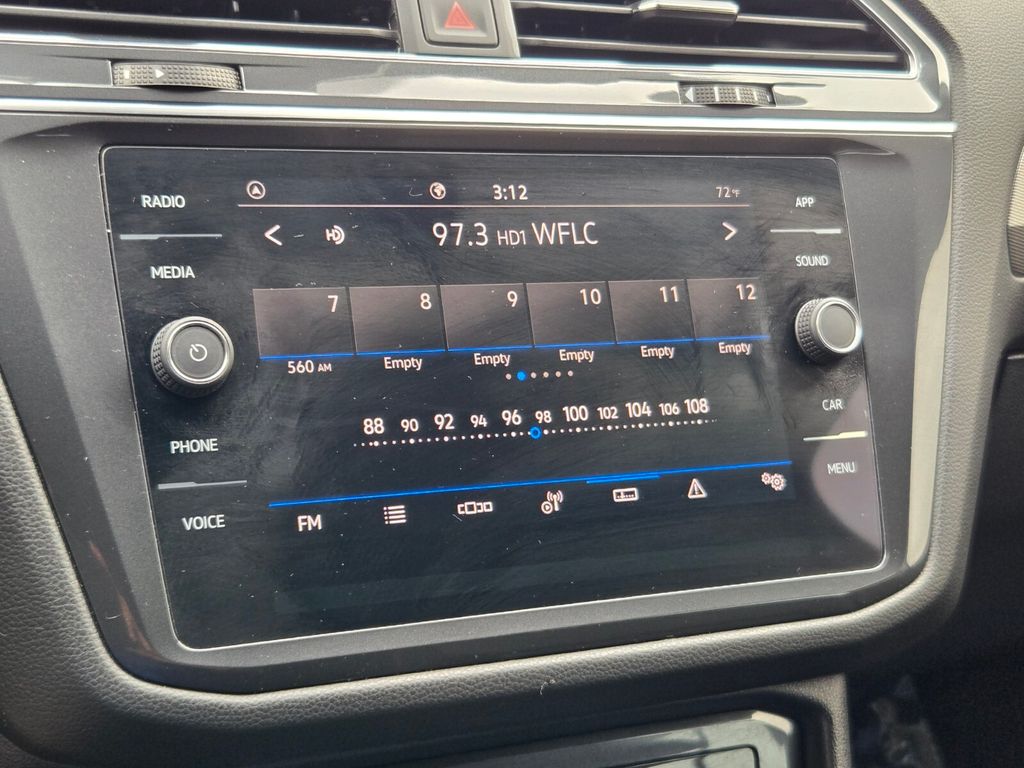 RADIO
MEDIA
PHONE
VOICE
3:12
72°F
HD
97.3 HD1 WFLC
7 8 9 10 11 12
560 AM Empty Empty Empty Empty Empty
88 90 92 94 96 98 100 102 104 106 108
FM
APP
SOUND
CAR
MENU